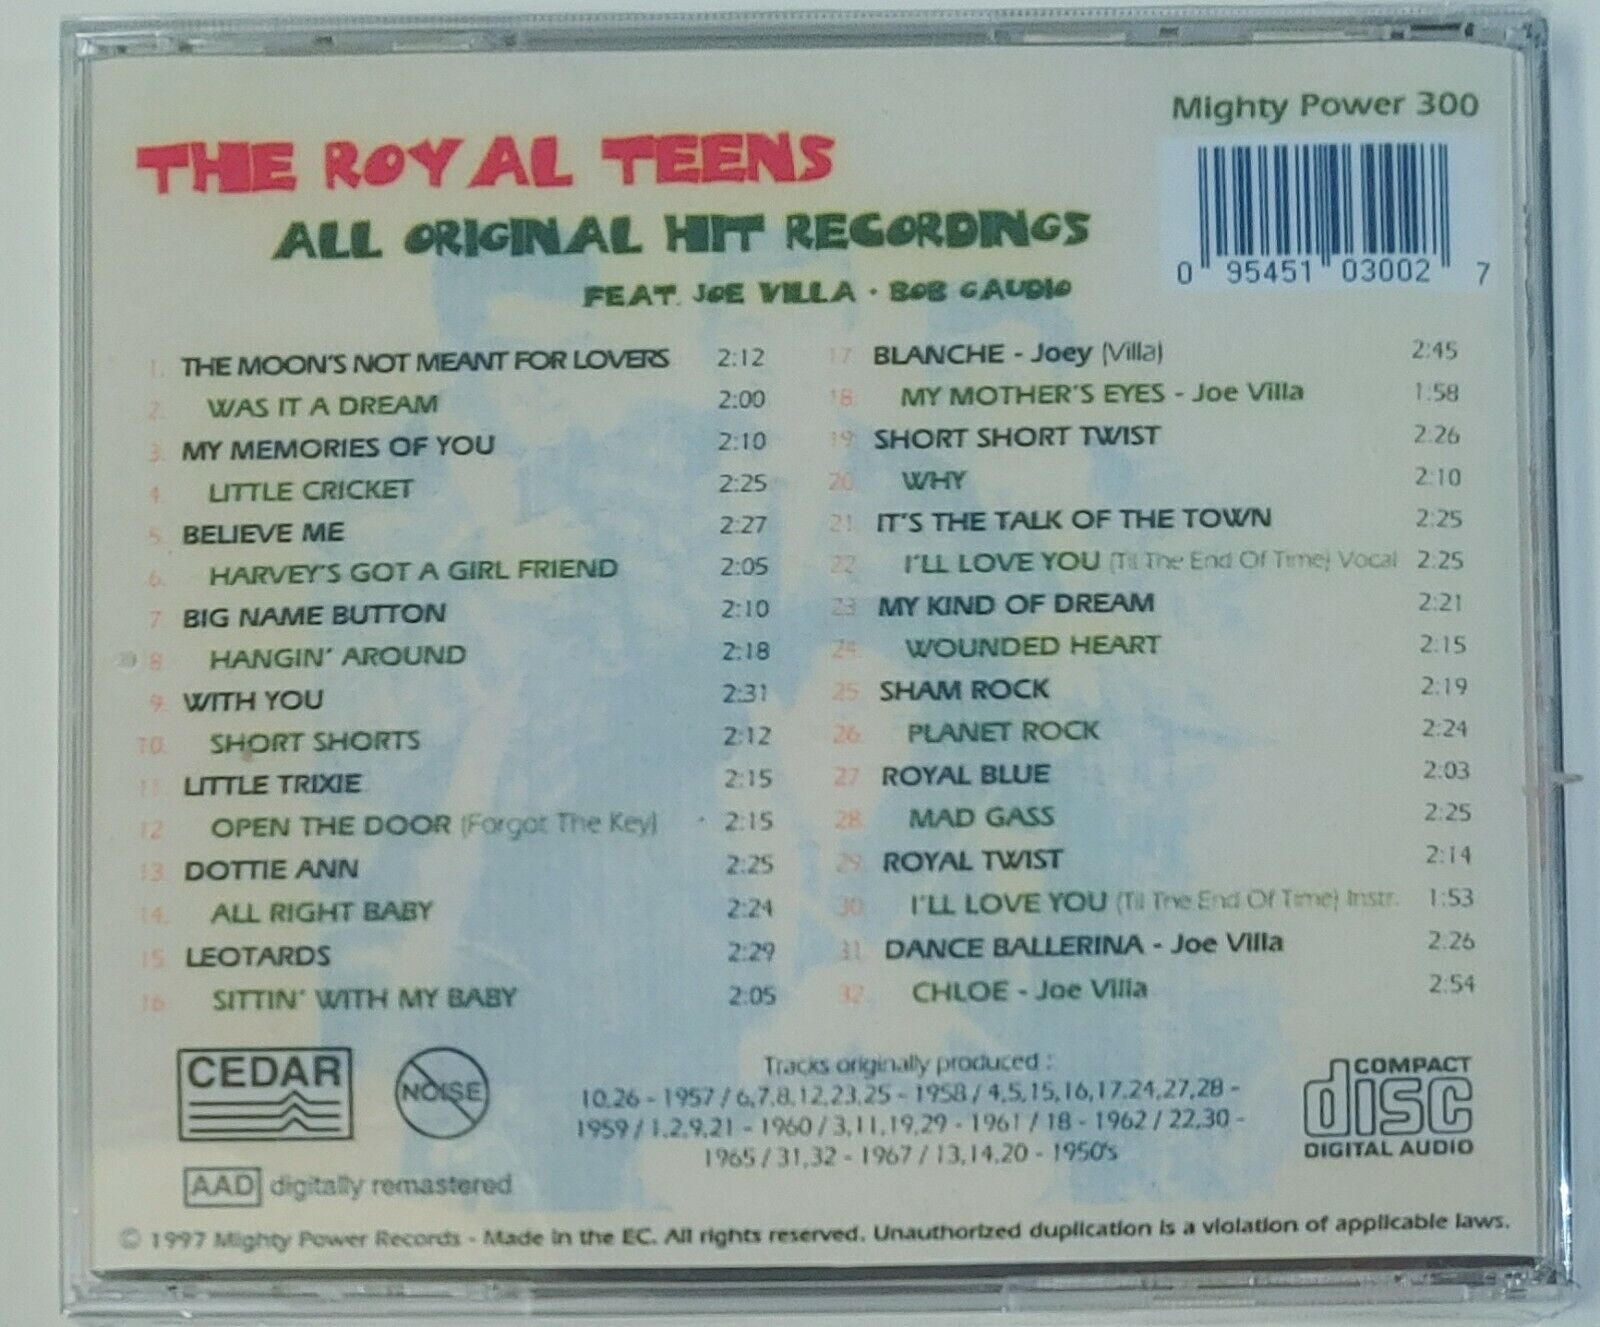 Mighty Power 300
THE ROYAL TEENS
ALL ORIGINAL HIT RECORDINGS
FEAT. JOE VILLA · BOB GAUDIO
0 95451 03002 7
1. THE MOON'S NOT MEANT FOR LOVERS 2:12
2. WAS IT A DREAM 2:00
3. MY MEMORIES OF YOU 2:10
4. LITTLE CRICKET 2:25
5. BELIEVE ME 2:27
6. HARVEY'S GOT A GIRL FRIEND 2:05
7. BIG NAME BUTTON 2:10
8. HANGIN' AROUND 2:18
9. WITH YOU 2:31
10. SHORT SHORTS 2:12
11. LITTLE TRIXIE 2:15
12. OPEN THE DOOR (Forgot The Key) 2:15
13. DOTTIE ANN 2:25
14. ALL RIGHT BABY 2:24
15. LEOTARDS 2:29
16. SITTIN' WITH MY BABY 2:05
17. BLANCHE - Joey (Villa) 2:45
18. MY MOTHER'S EYES - Joe Villa 1:58
19. SHORT SHORT TWIST 2:26
20. WHY 2:10
21. IT'S THE TALK OF THE TOWN 2:25
22. I'LL LOVE YOU (Til The End Of Time) Vocal 2:25
23. MY KIND OF DREAM 2:21
24. WOUNDED HEART 2:15
25. SHAM ROCK 2:19
26. PLANET ROCK 2:24
27. ROYAL BLUE 2:03
28. MAD GASS 2:25
29. ROYAL TWIST 2:14
30. I'LL LOVE YOU (Til The End Of Time) Instr. 1:53
31. DANCE BALLERINA - Joe Villa 2:26
32. CHLOE - Joe Villa 2:54
CEDAR
NOISE
AAD digitally remastered
Tracks originally produced :
10,26 - 1957 / 6,7,8,12,23,25 - 1958 / 4,5,15,16,17,24,27,28 -
1959 / 1,2,9,21 - 1960 / 3,11,19,29 - 1961 / 18 - 1962 / 22,30 -
1965 / 31,32 - 1967 / 13,14,20 - 1950's
COMPACT
disc
DIGITAL AUDIO
© 1997 Mighty Power Records - Made in the EC. All rights reserved. Unauthorized duplication is a violation of applicable laws.